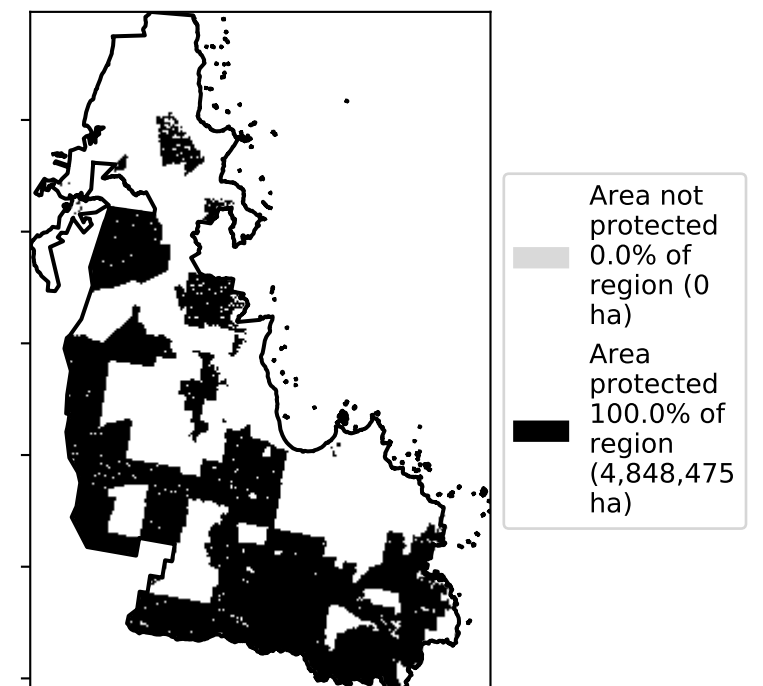 Area not
protected
0.0% of
region (0
ha)
Area
protected
100.0% of
region
(4,848,475
ha)